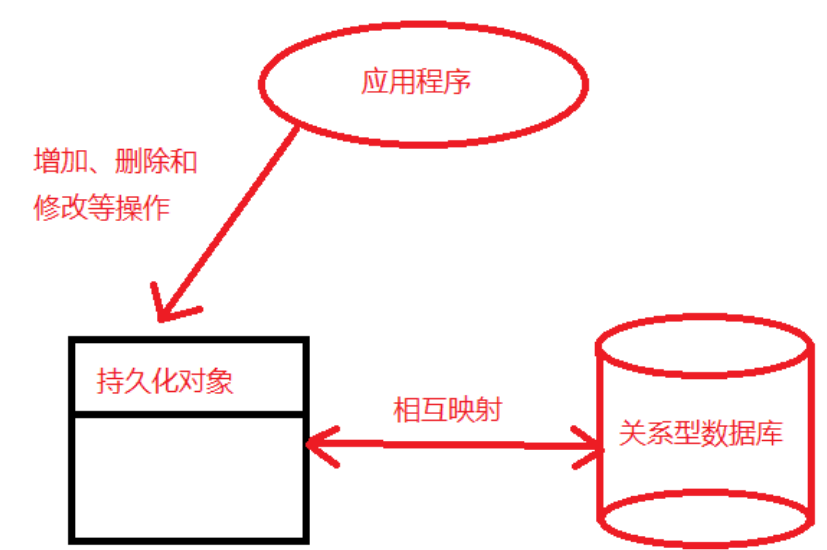 应用程序
增加、删除和
修改等操作
持久化对象
相互映射
关系型数据库